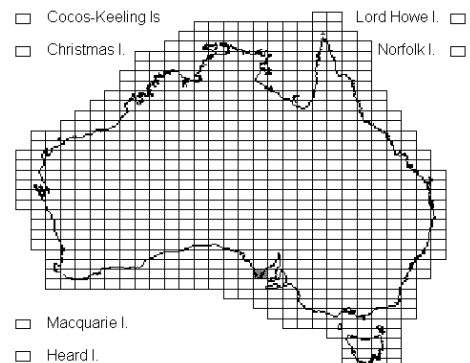 Cocos-Keeling Is
Lord Howe I.
Christmas I.
Norfolk I.
Macquarie I.
Heard I.